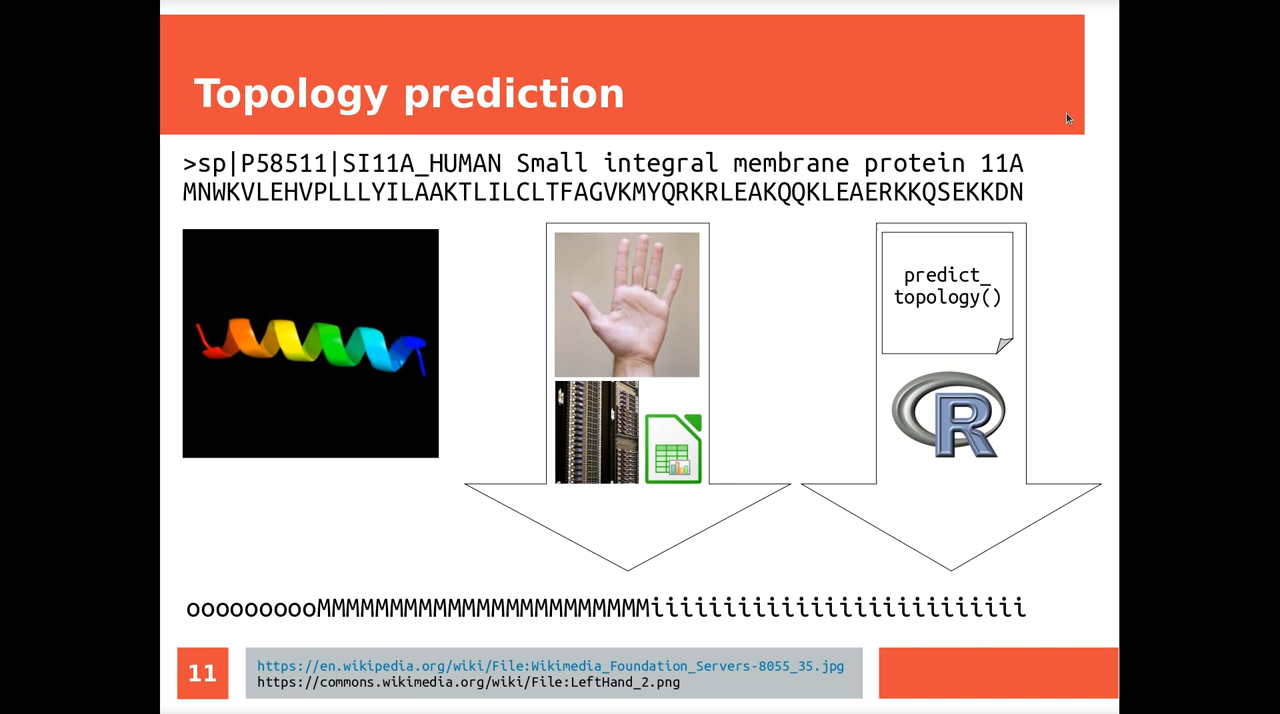 Topology prediction
>sp|P58511|SI11A_HUMAN Small integral membrane protein 11A
MNWKVLEHVPLLLYILAAKTLILCLTFAGVKMYQRKRLEAKQQKLEAERKKQSEKKDN
predict_
topology()
R
oooooooooMMMMMMMMMMMMMMMMMMMMMMMiiiiiiiiiiiiiiiiiiiiiiiiii
11
https://en.wikipedia.org/wiki/File:Wikimedia_Foundation_Servers-8055_35.jpg
https://commons.wikimedia.org/wiki/File:LeftHand_2.png